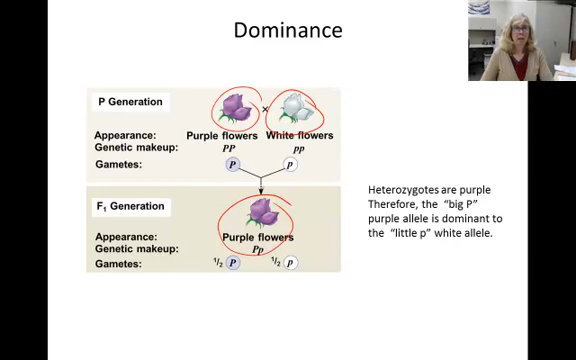 Dominance
P Generation
Appearance: Purple flowers White flowers
Genetic makeup: PP pp
Gametes: P p
×
F1 Generation
Appearance: Purple flowers
Genetic makeup: Pp
Gametes: 1/2 P 1/2 p
Heterozygotes are purple
Therefore, the “big P”
purple allele is dominant to
the “little p” white allele.